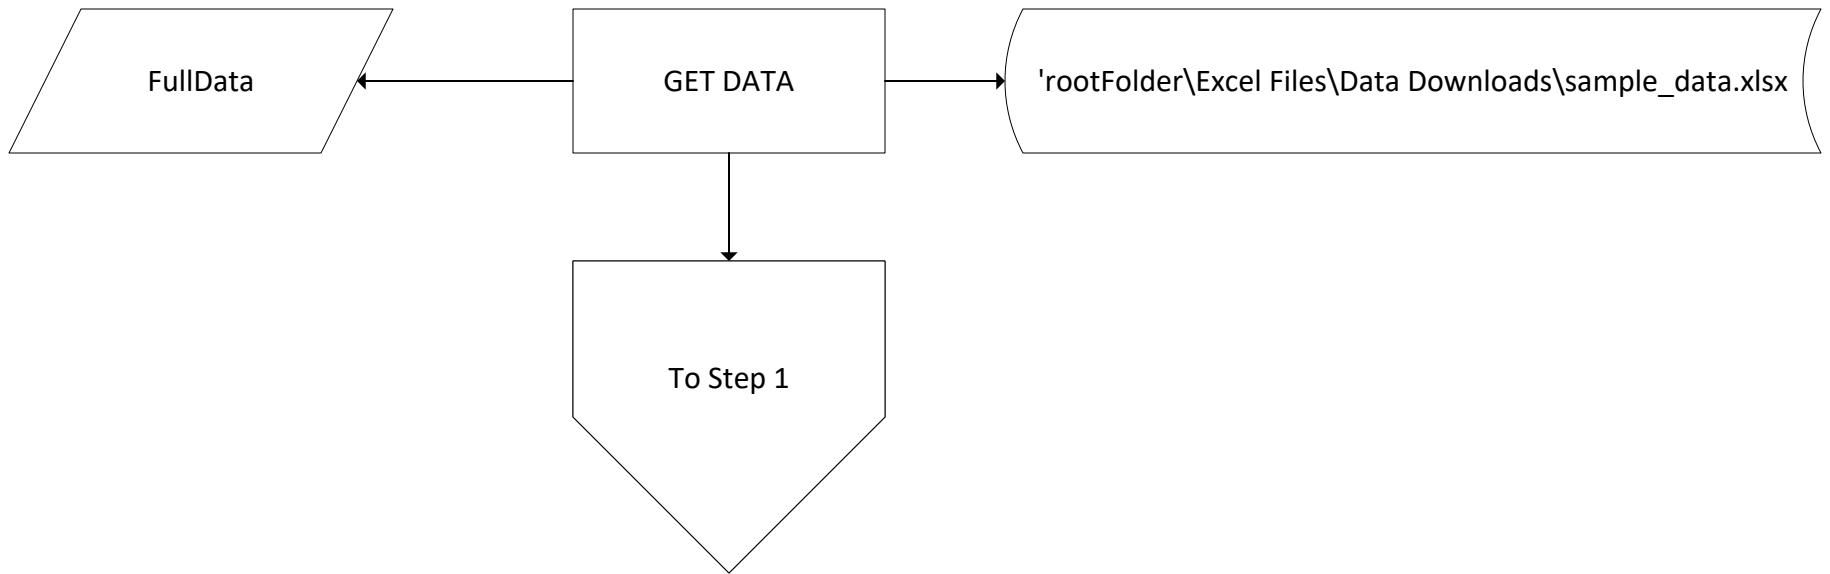 FullData
GET DATA
'rootFolder\Excel Files\Data Downloads\sample_data.xlsx
To Step 1